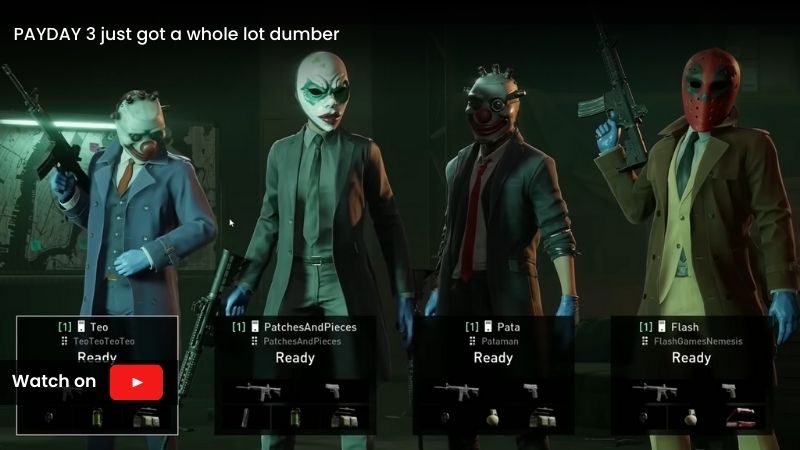 PAYDAY 3 just got a whole lot dumber
[1] Teo
TeoTeoTeoTeo
Ready
[1] PatchesAndPieces
PatchesAndPieces
Ready
[1] Pata
Pataman
Ready
[1] Flash
FlashGamesNemesis
Ready
Watch on